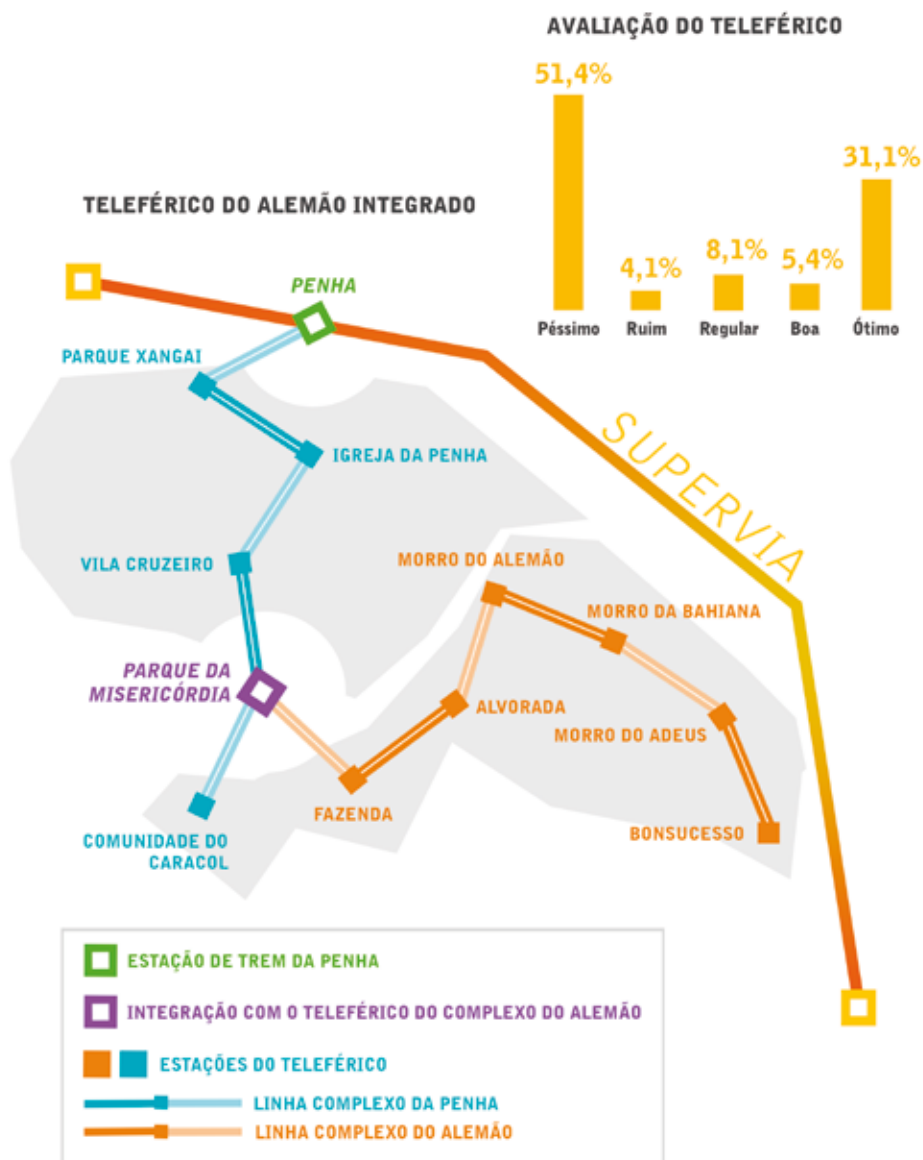 AVALIAÇÃO DO TELEFÉRICO
51,4%
4,1%
8,1%
5,4%
31,1%
Péssimo
Ruim
Regular
Boa
Ótimo
TELEFÉRICO DO ALEMÃO INTEGRADO
PENHA
PARQUE XANGAI
IGREJA DA PENHA
SUPERVIA
VILA CRUZEIRO
MORRO DO ALEMÃO
MORRO DA BAHIANA
PARQUE DA
MISERICÓRDIA
ALVORADA
MORRO DO ADEUS
FAZENDA
BONSUCESSO
COMUNIDADE DO
CARACOL
ESTAÇÃO DE TREM DA PENHA
INTEGRAÇÃO COM O TELEFÉRICO DO COMPLEXO DO ALEMÃO
ESTAÇÕES DO TELEFÉRICO
LINHA COMPLEXO DA PENHA
LINHA COMPLEXO DO ALEMÃO